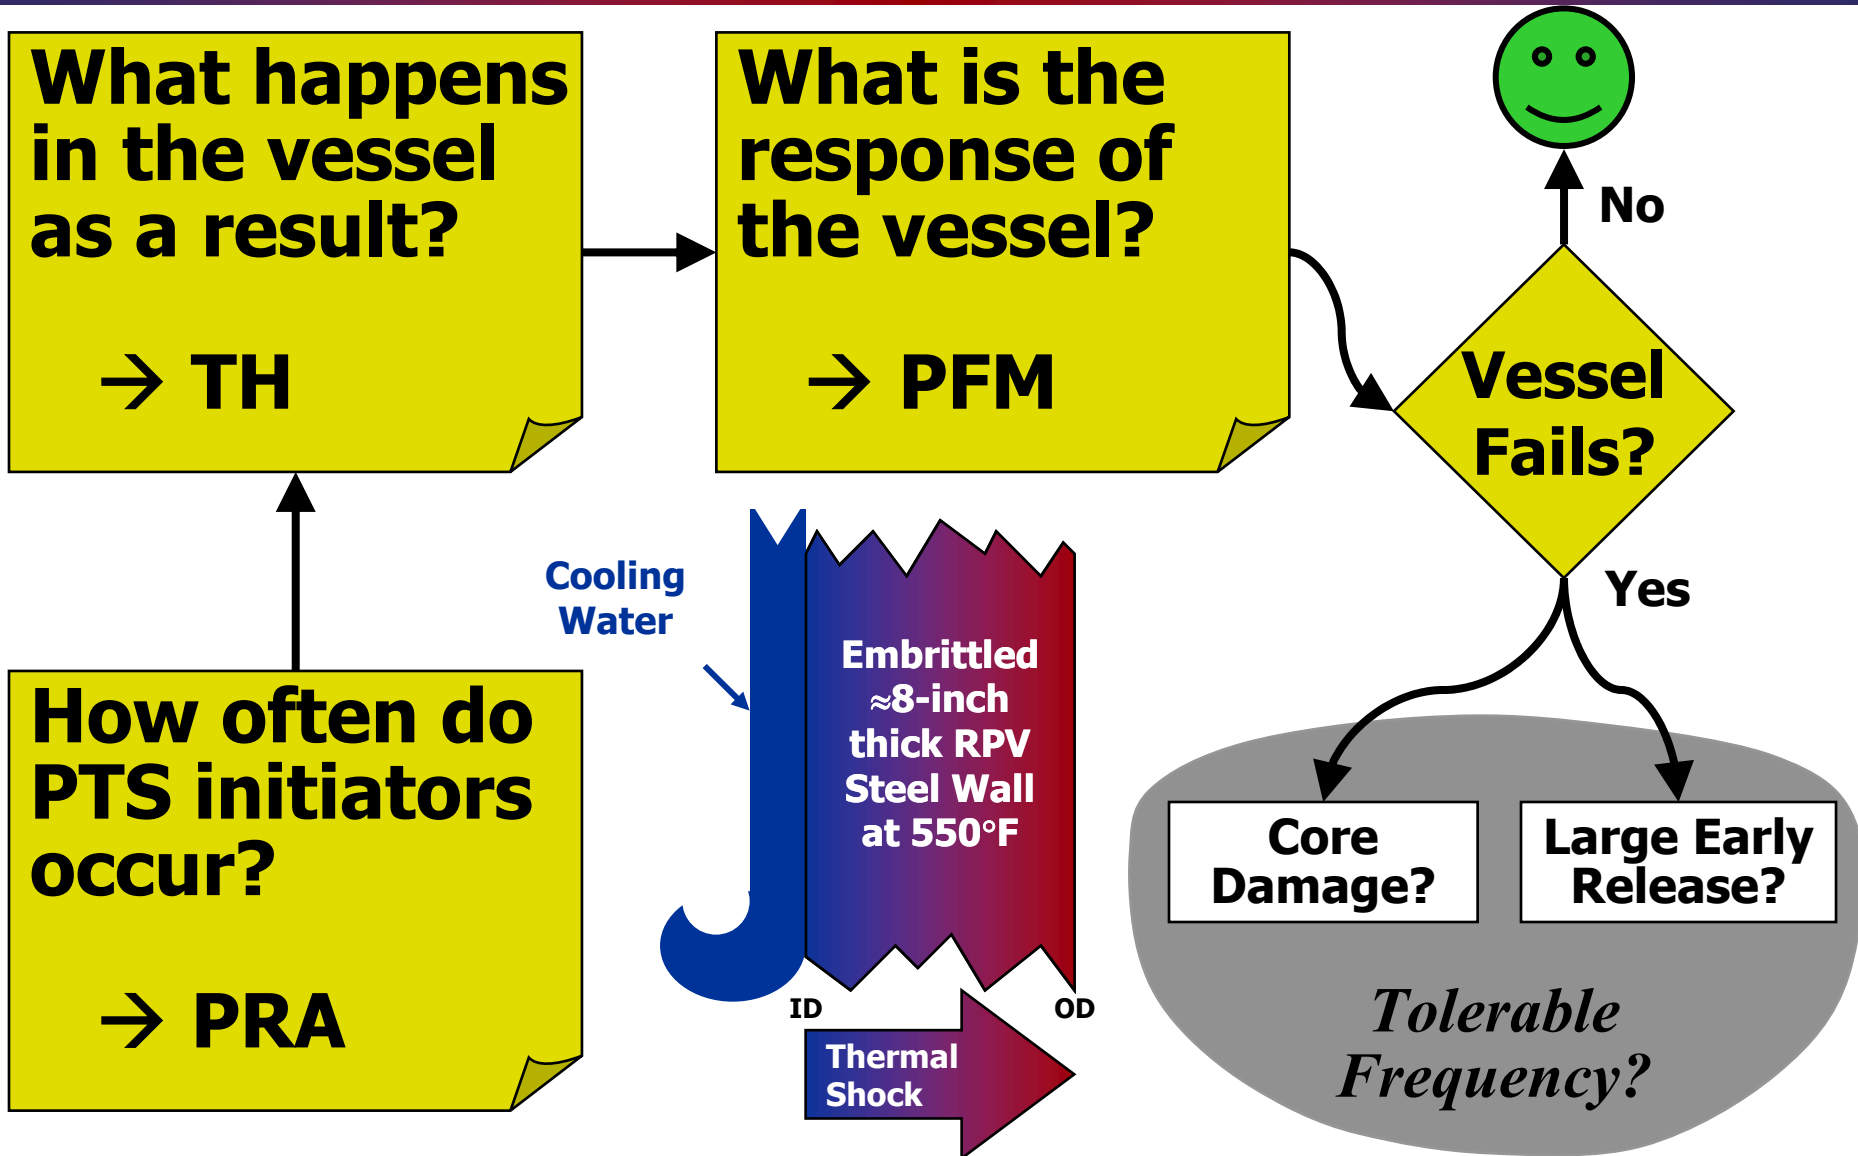 What happens
in the vessel
as a result?
→ TH
What is the
response of
the vessel?
→ PFM
No
Vessel
Fails?
Yes
How often do
PTS initiators
occur?
→ PRA
Cooling
Water
Embrittled
≈8-inch
thick RPV
Steel Wall
at 550°F
ID
OD
Thermal
Shock
Core
Damage?
Large Early
Release?
Tolerable
Frequency?